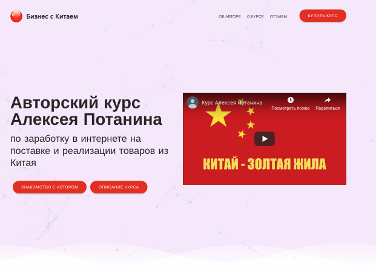 Бизнес с Китаем
ОБ АВТОРЕ О КУРСЕ ОТЗЫВЫ КУПИТЬ КУРС
Авторский курс
Алексея Потанина
по заработку в интернете на
поставке и реализации товаров из
Китая
ЗНАКОМСТВО С АВТОРОМ ОПИСАНИЕ КУРСА
Курс Алексея Потанина
Посмотреть позже Поделиться
КИТАЙ - ЗОЛТАЯ ЖИЛА